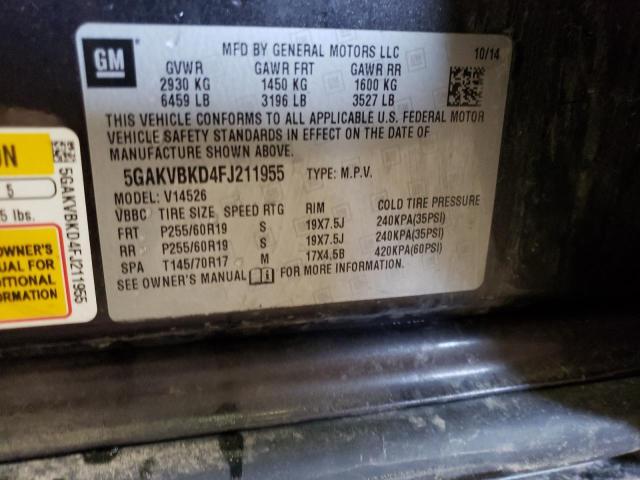 GM
MFD BY GENERAL MOTORS LLC 10/14
GVWR GAWR FRT GAWR RR
2930 KG 1450 KG 1600 KG
6459 LB 3196 LB 3527 LB
THIS VEHICLE CONFORMS TO ALL APPLICABLE U.S. FEDERAL MOTOR
VEHICLE SAFETY STANDARDS IN EFFECT ON THE DATE OF
MANUFACTURE SHOWN ABOVE.
5GAKVBKD4FJ211955 TYPE: M.P.V.
MODEL: V14526
VBBC TIRE SIZE SPEED RTG RIM COLD TIRE PRESSURE
FRT P255/60R19 S 19X7.5J 240KPA(35PSI)
RR P255/60R19 S 19X7.5J 240KPA(35PSI)
SPA T145/70R17 M 17X4.5B 420KPA(60PSI)
SEE OWNER'S MANUAL FOR MORE INFORMATION.
5
lbs.
OWNER'S
FOR
5GAKVBKD4FJ211955